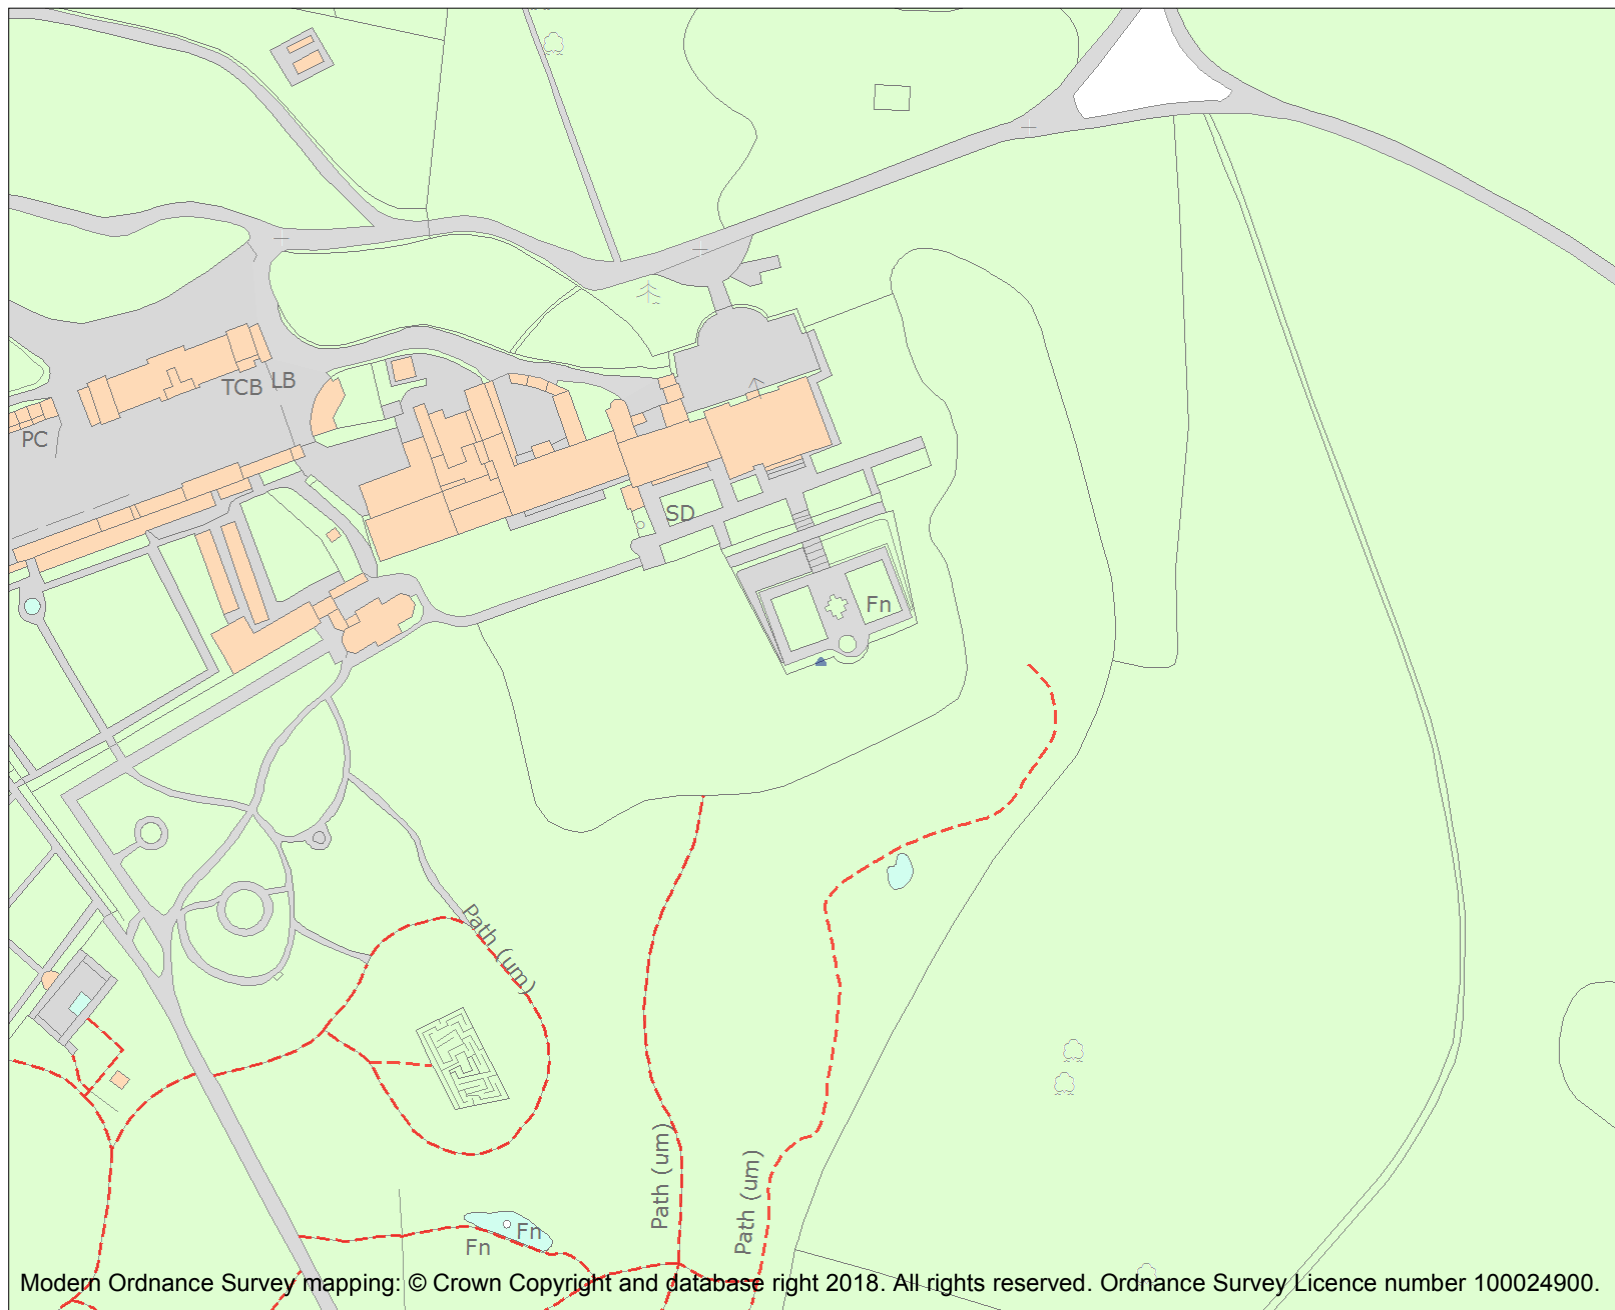 TCB
LB
PC
SD
Fn
Path (um)
Path (um)
Path (um)
Fn
Fn
Modern Ordnance Survey mapping: © Crown Copyright and database right 2018. All rights reserved. Ordnance Survey Licence number 100024900.